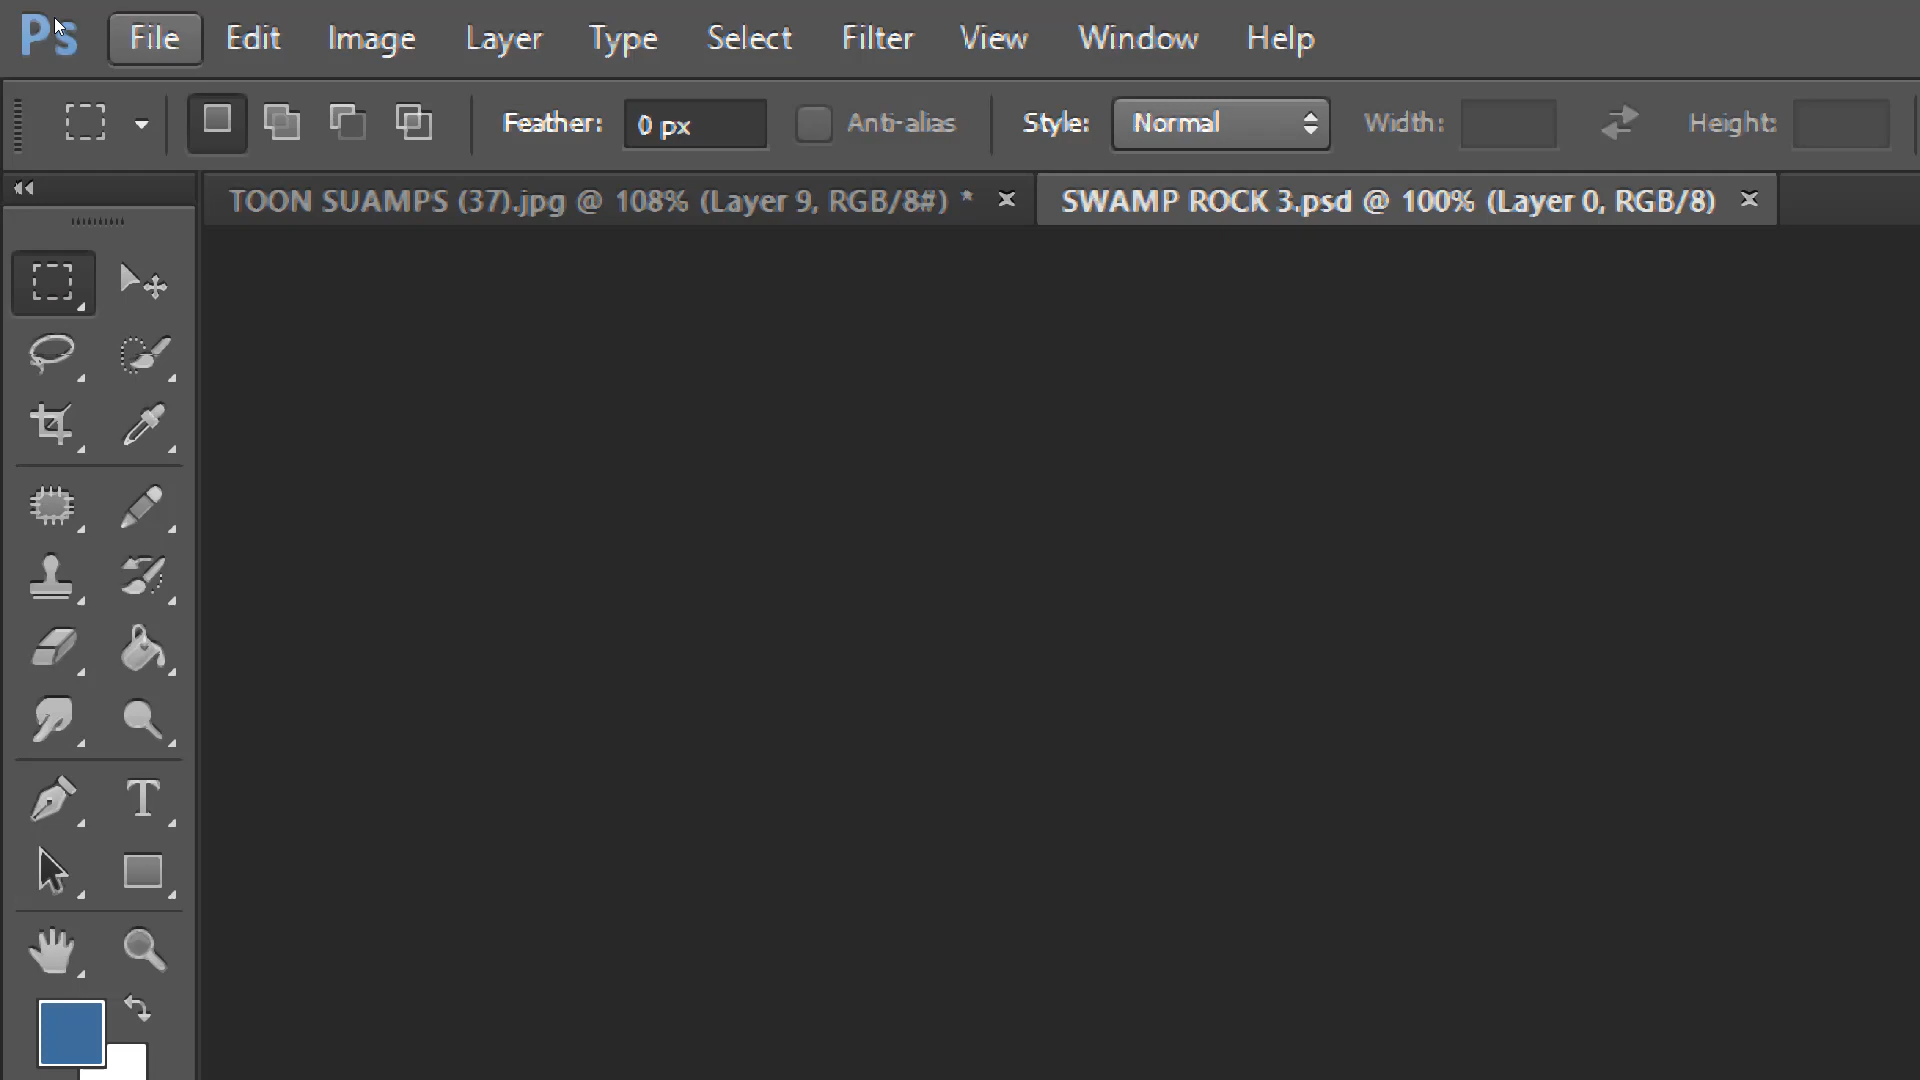 Ps File Edit Image Layer Type Select Filter View Window Help
Feather: 0 px Anti-alias Style: Normal Width: Height:
TOON SUAMPS (37).jpg @ 108% (Layer 9, RGB/8#) * × SWAMP ROCK 3.psd @ 100% (Layer 0, RGB/8) ×
T